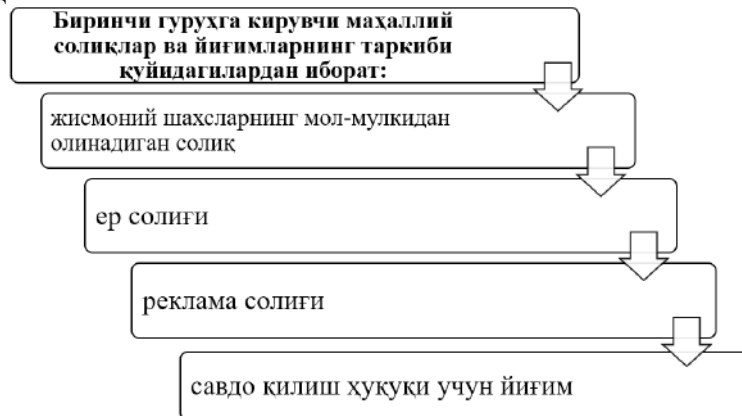 Биринчи гуруҳга кирувчи маҳаллий
солиқлар ва йиғимларнинг таркиби
қуйидагилардан иборат:
жисмоний шахсларнинг мол-мулкидан
олинадиган солиқ
ер солиғи
реклама солиғи
савдо қилиш ҳуқуқи учун йиғим